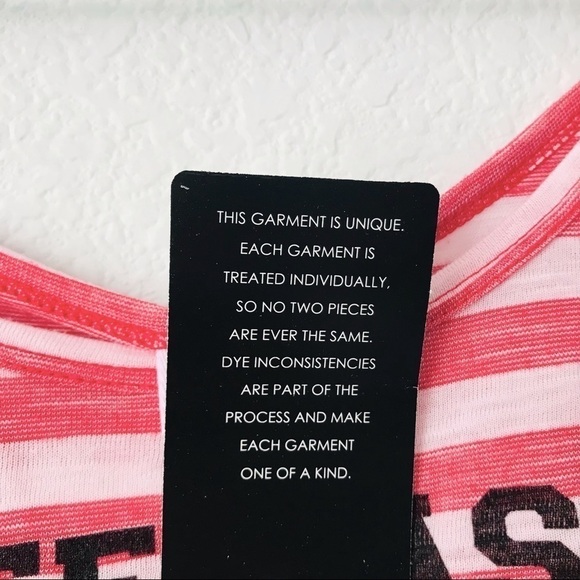 THIS GARMENT IS UNIQUE.
EACH GARMENT IS
TREATED INDIVIDUALLY,
SO NO TWO PIECES
ARE EVER THE SAME.
DYE INCONSISTENCIES
ARE PART OF THE
PROCESS AND MAKE
EACH GARMENT
ONE OF A KIND.